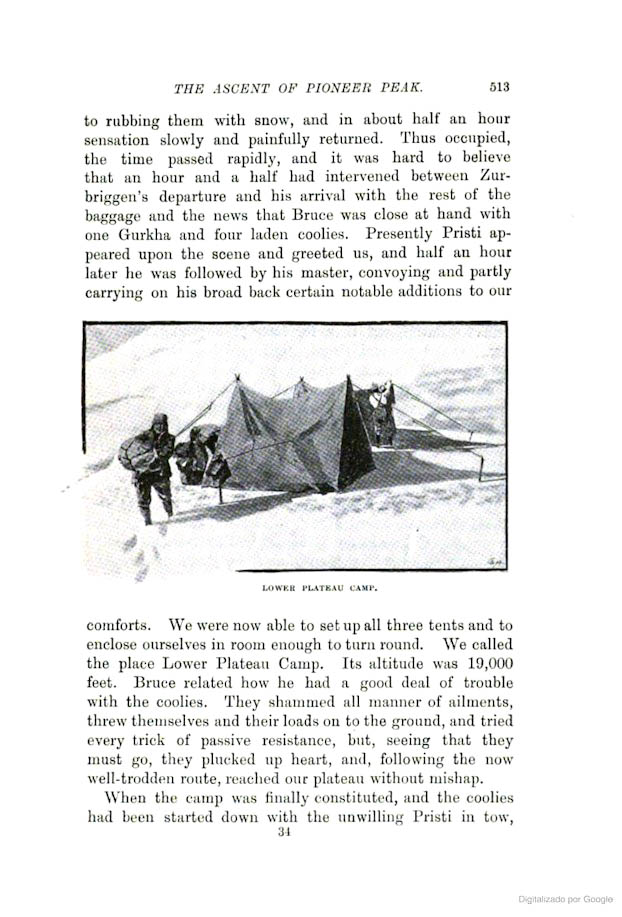 THE ASCENT OF PIONEER PEAK. 513
to rubbing them with snow, and in about half an hour
sensation slowly and painfully returned. Thus occupied,
the time passed rapidly, and it was hard to believe
that an hour and a half had intervened between Zur-
briggen's departure and his arrival with the rest of the
baggage and the news that Bruce was close at hand with
one Gurkha and four laden coolies. Presently Pristi ap-
peared upon the scene and greeted us, and half an hour
later he was followed by his master, convoying and partly
carrying on his broad back certain notable additions to our
LOWER PLATEAU CAMP.
comforts. We were now able to set up all three tents and to
enclose ourselves in room enough to turn round. We called
the place Lower Plateau Camp. Its altitude was 19,000
feet. Bruce related how he had a good deal of trouble
with the coolies. They shammed all manner of ailments,
threw themselves and their loads on to the ground, and tried
every trick of passive resistance, but, seeing that they
must go, they plucked up heart, and, following the now
well-trodden route, reached our plateau without mishap.
When the camp was finally constituted, and the coolies
had been started down with the unwilling Pristi in tow,
34
Digitalizado por Google